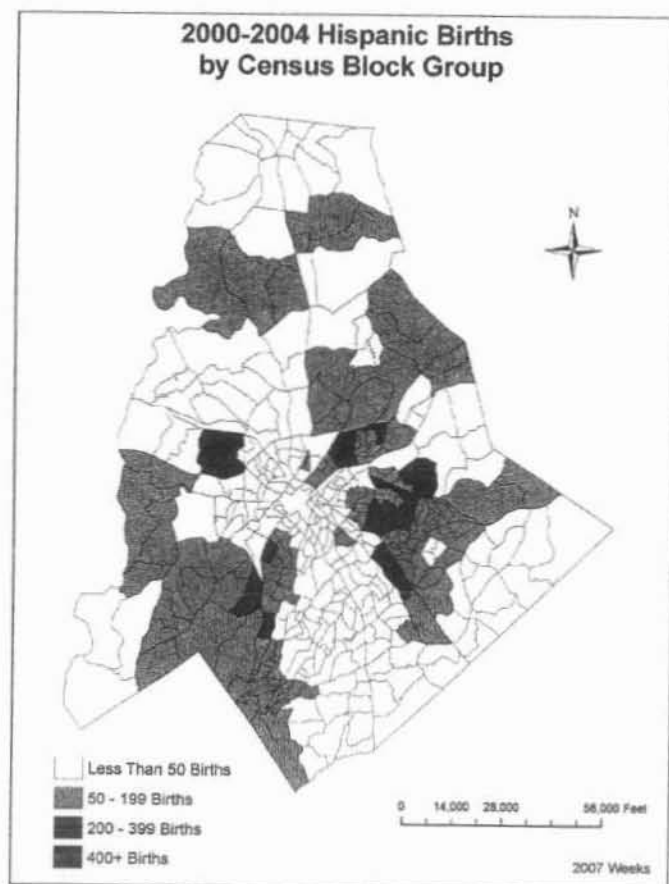 2000-2004 Hispanic Births
by Census Block Group
N
Less Than 50 Births
50 - 199 Births
200 - 399 Births
400+ Births
0 14,000 28,000 56,000 Feet
2007 Weeks